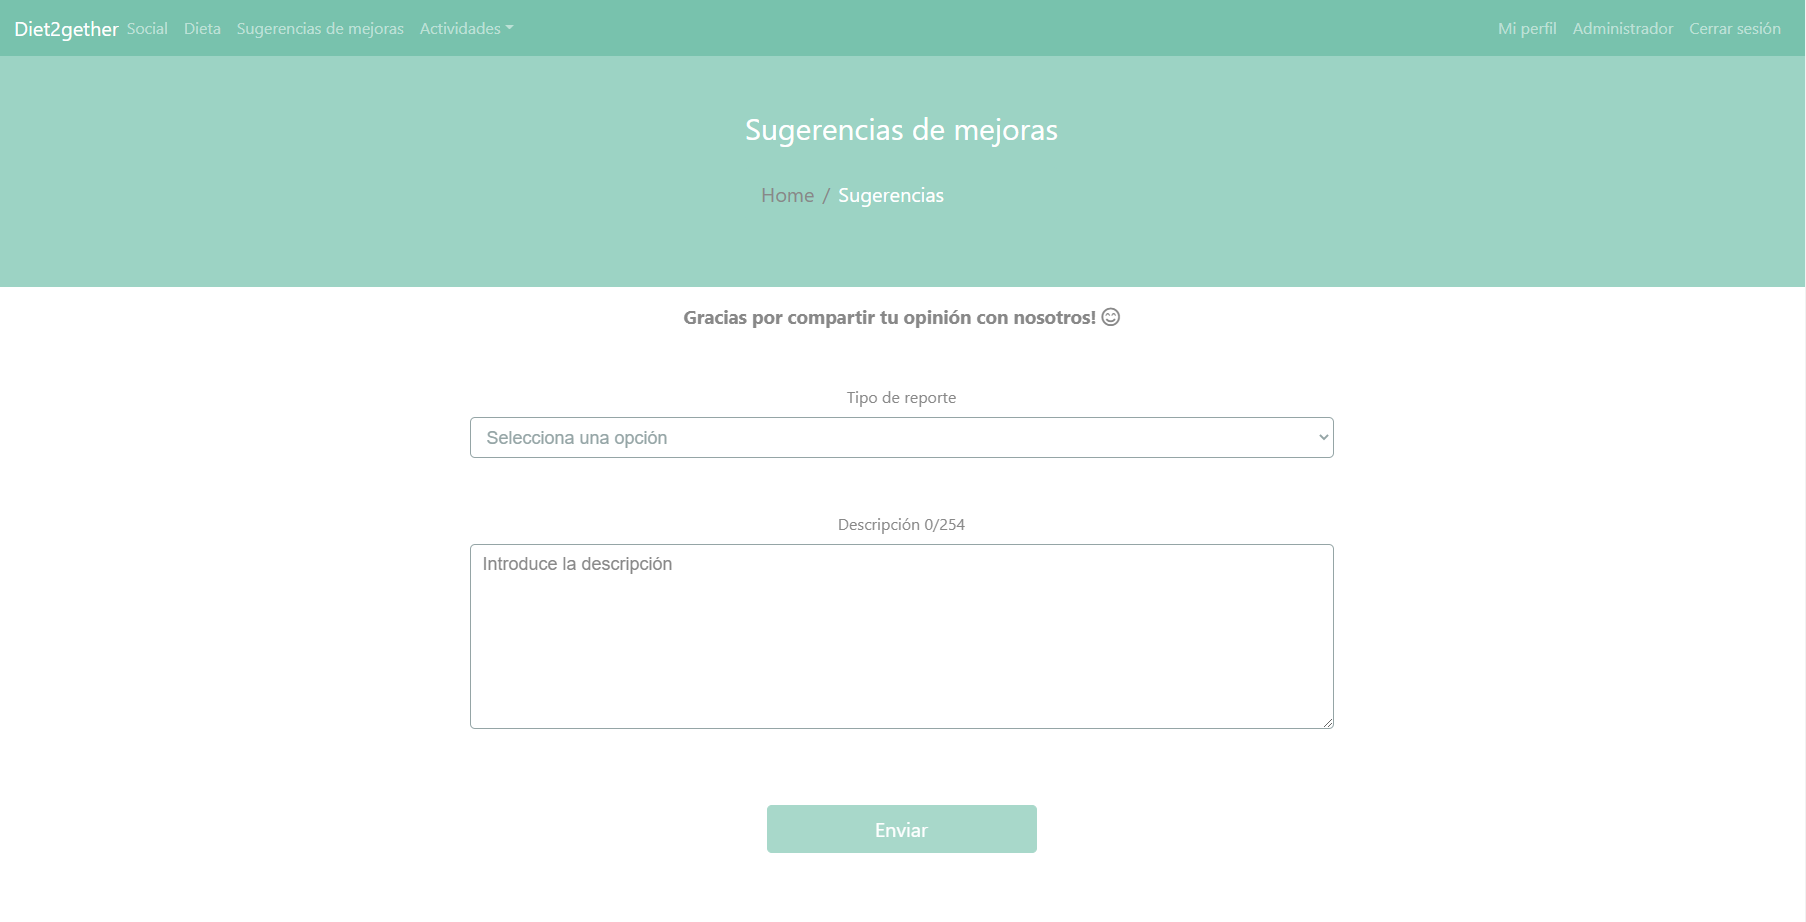 Diet2gether Social Dieta Sugerencias de mejoras Actividades Mi perfil Administrador Cerrar sesión
Sugerencias de mejoras
Home / Sugerencias
Gracias por compartir tu opinión con nosotros!
Tipo de reporte
Selecciona una opción
Descripción 0/254
Introduce la descripción
Enviar